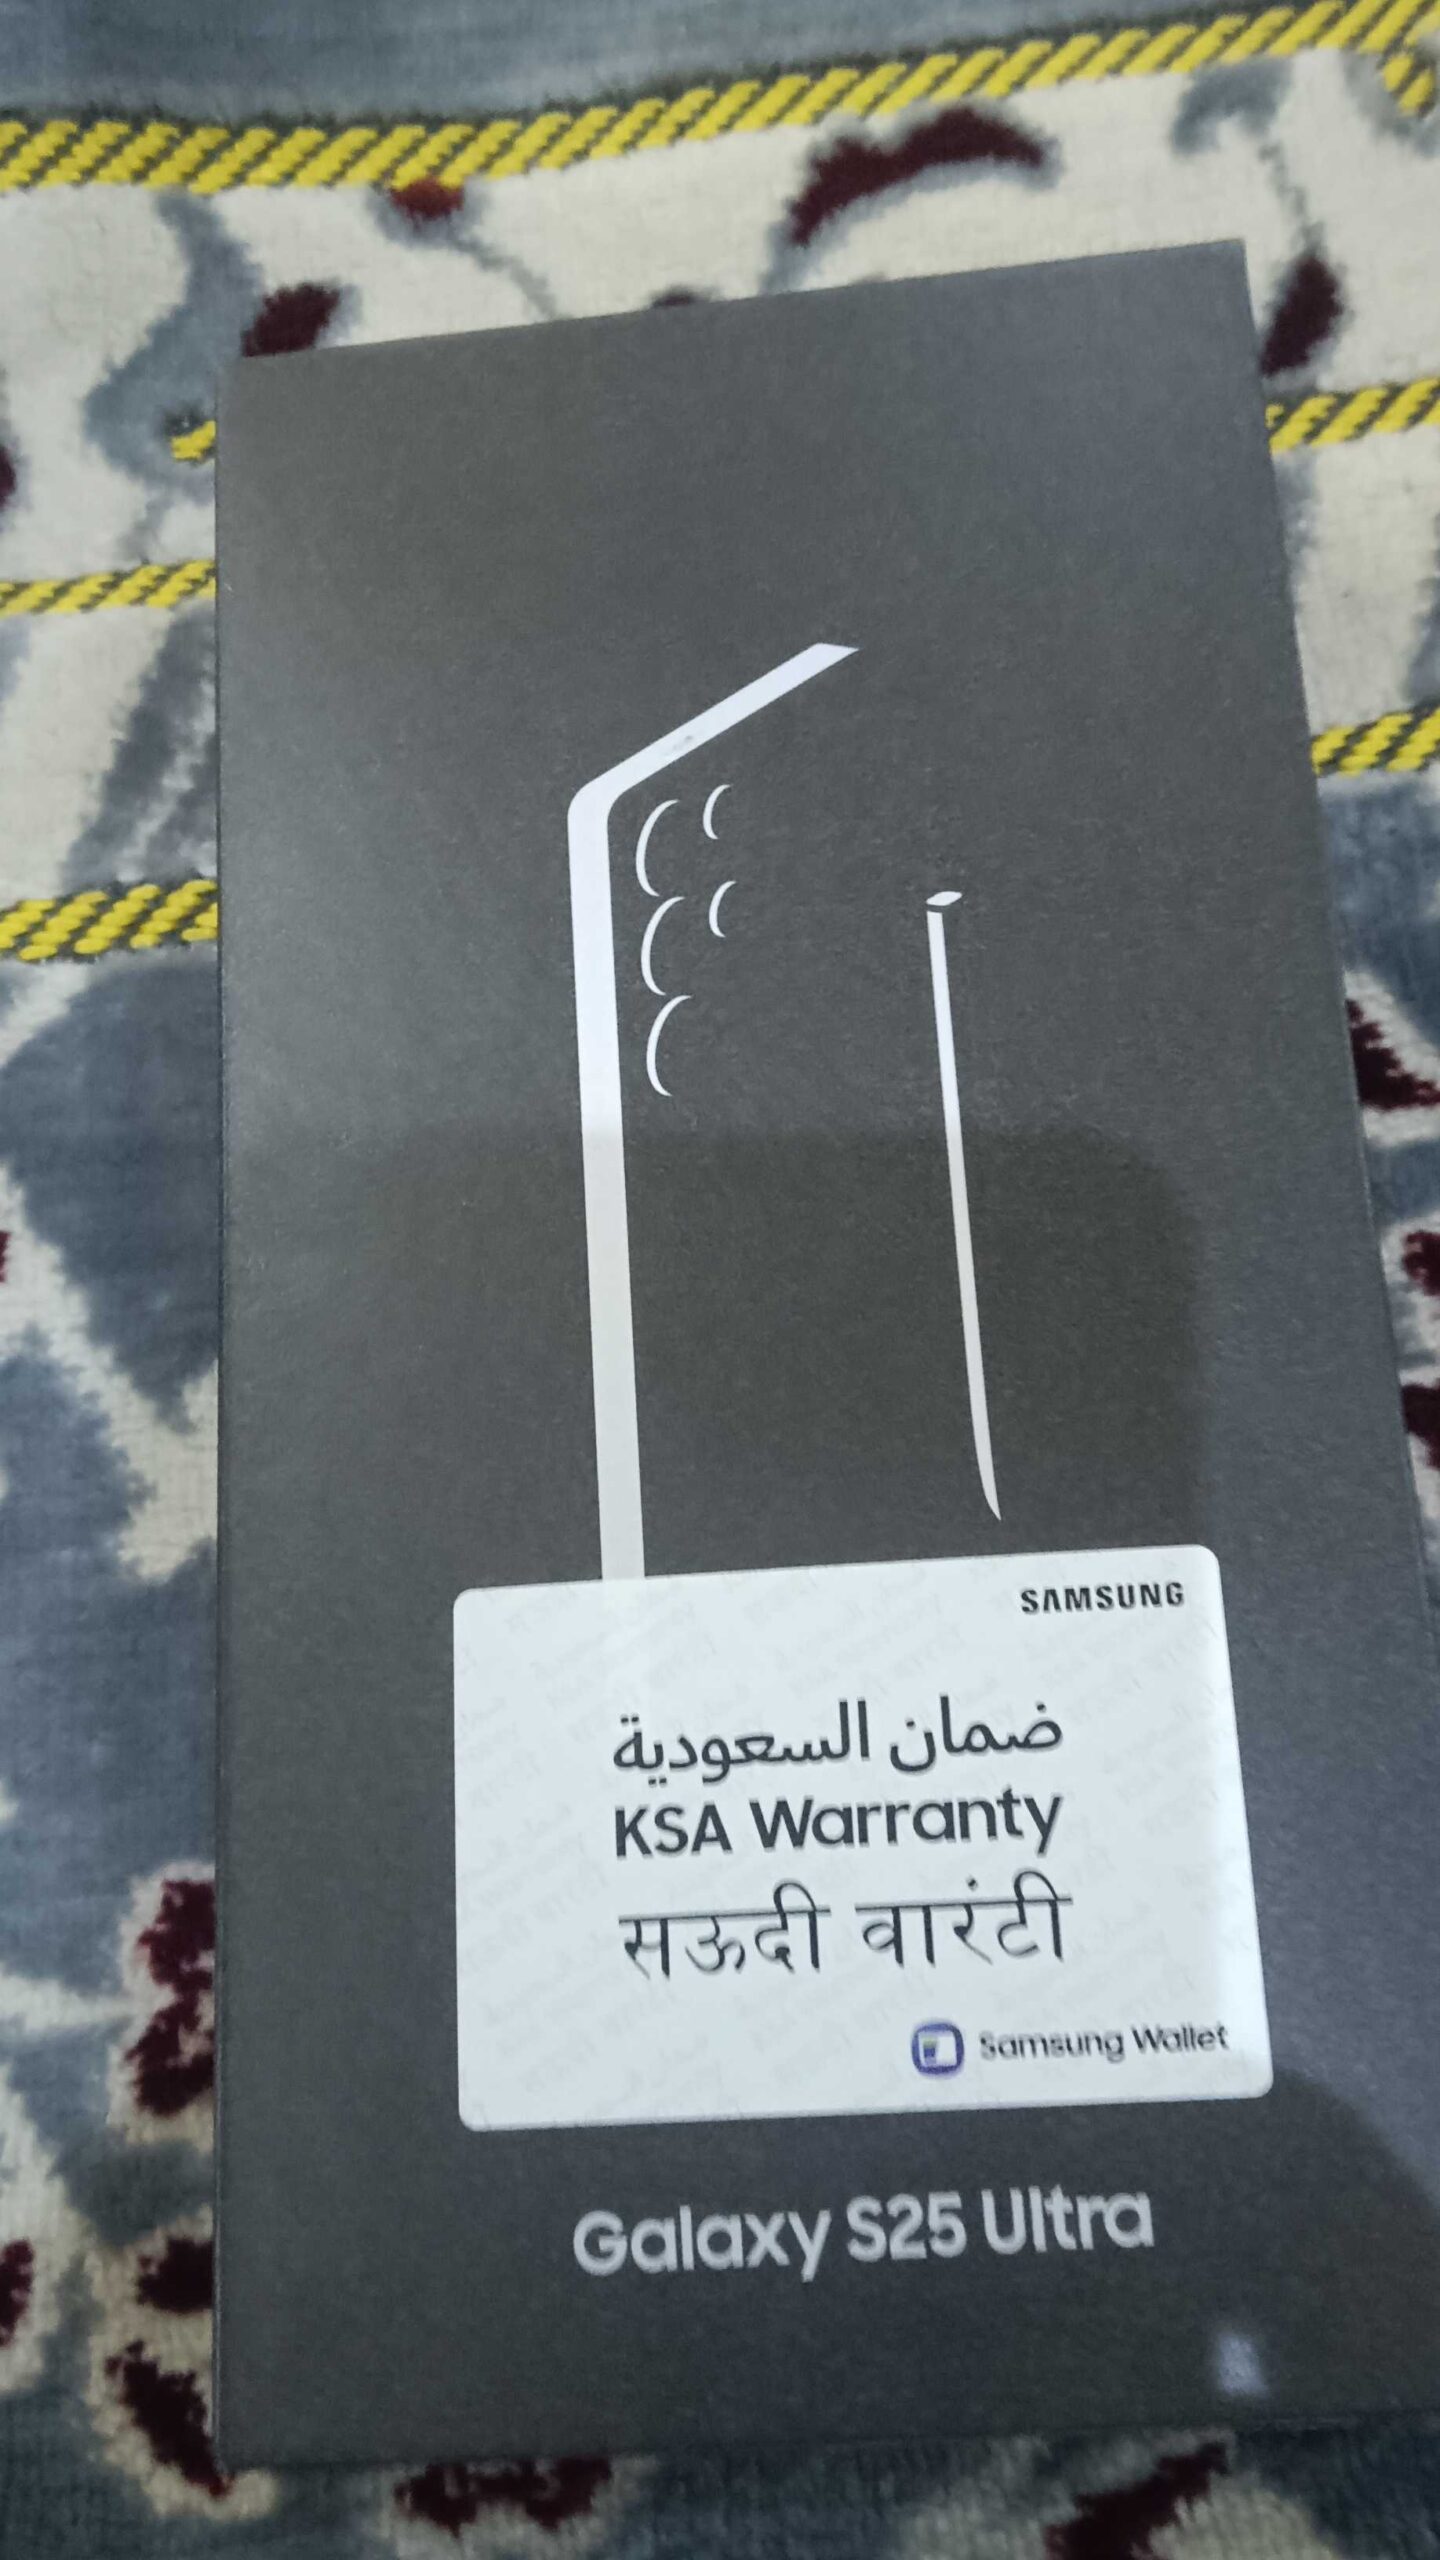 SAMSUNG
ضمان السعودية
KSA Warranty
सऊदी वारंटी
Samsung Wallet
Galaxy S25 Ultra